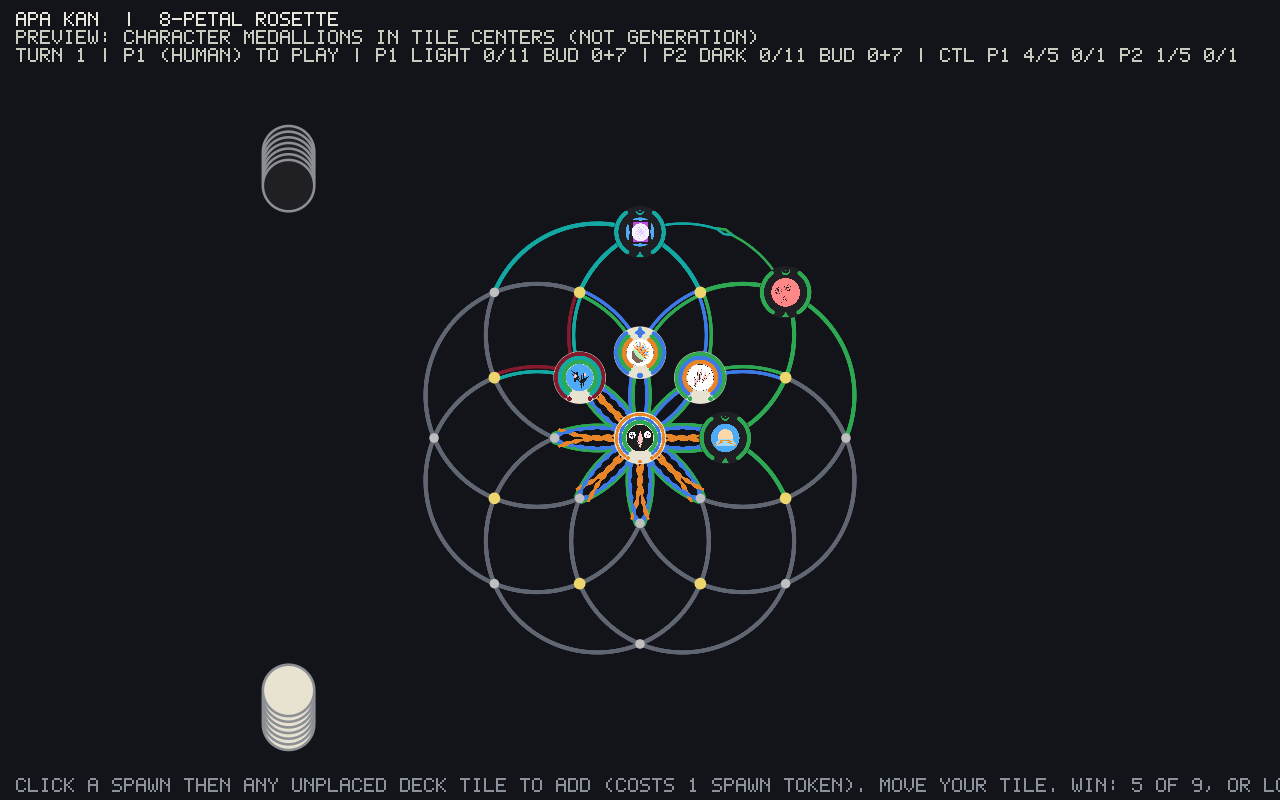 APA KAN | 8-PETAL ROSETTE
PREVIEW: CHARACTER MEDALLIONS IN TILE CENTERS (NOT GENERATION)
TURN 1 | P1 (HUMAN) TO PLAY | P1 LIGHT 0/11 BUD 0+7 | P2 DARK 0/11 BUD 0+7 | CTL P1 4/5 0/1 P2 1/5 0/1
CLICK A SPAWN THEN ANY UNPLACED DECK TILE TO ADD (COSTS 1 SPAWN TOKEN). MOVE YOUR TILE. WIN: 5 OF 9, OR